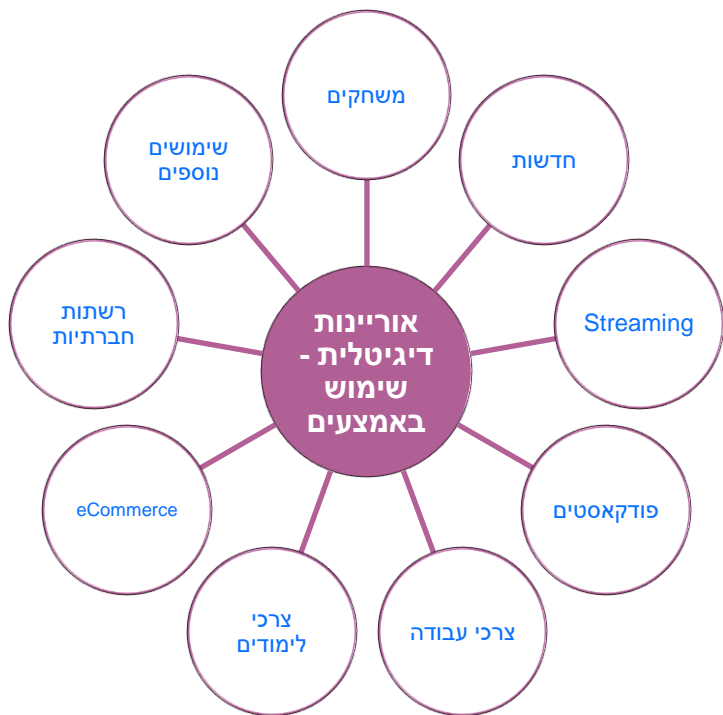 משחקים
חדשות
Streaming
פודקאסטים
צרכי עבודה
צרכי
לימודים
eCommerce
רשתות
חברתיות
שימושים
נוספים
אוריינות
דיגיטלית -
שימוש
באמצעים